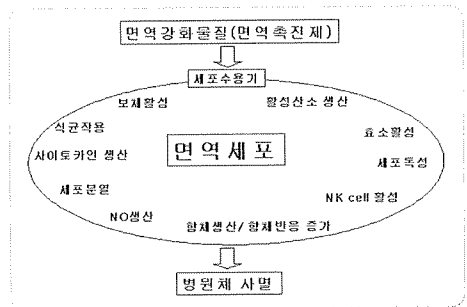 면역강화물질(면역촉진제)
세포수용기
보체활성
활성산소 생산
식균작용
효소활성
면역세포
사이토카인 생산
세포독성
세포분열
NK cell 활성
NO생산
항체생산/항체반응 증가
병원체 사멸